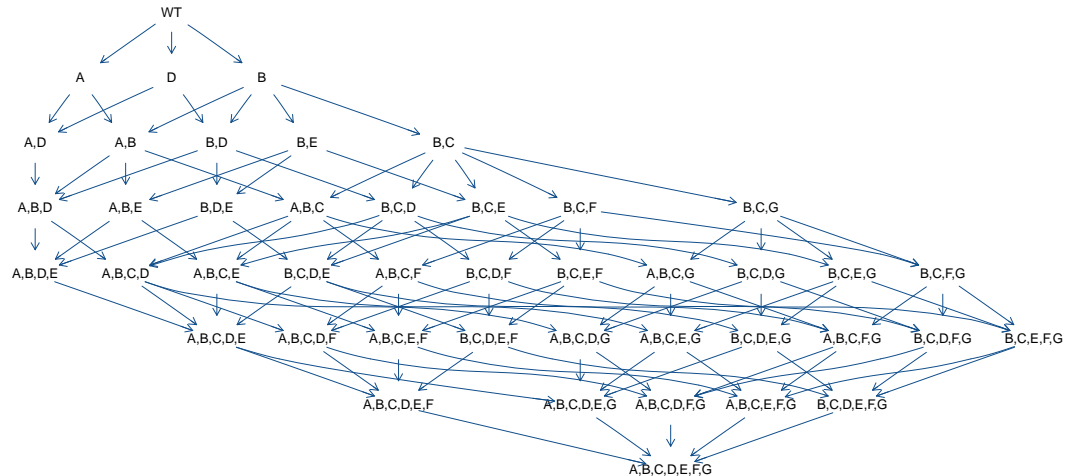 WT
A D B
A,D A,B B,D B,E B,C
A,B,D A,B,E B,D,E A,B,C B,C,D B,C,E B,C,F B,C,G
A,B,D,E A,B,C,D A,B,C,E B,C,D,E A,B,C,F B,C,D,F B,C,E,F A,B,C,G B,C,D,G B,C,E,G B,C,F,G
A,B,C,D,E A,B,C,D,F A,B,C,E,F B,C,D,E,F A,B,C,D,G A,B,C,E,G B,C,D,E,G A,B,C,F,G B,C,D,F,G B,C,E,F,G
A,B,C,D,E,F A,B,C,D,E,G A,B,C,D,F,G A,B,C,E,F,G B,C,D,E,F,G
A,B,C,D,E,F,G